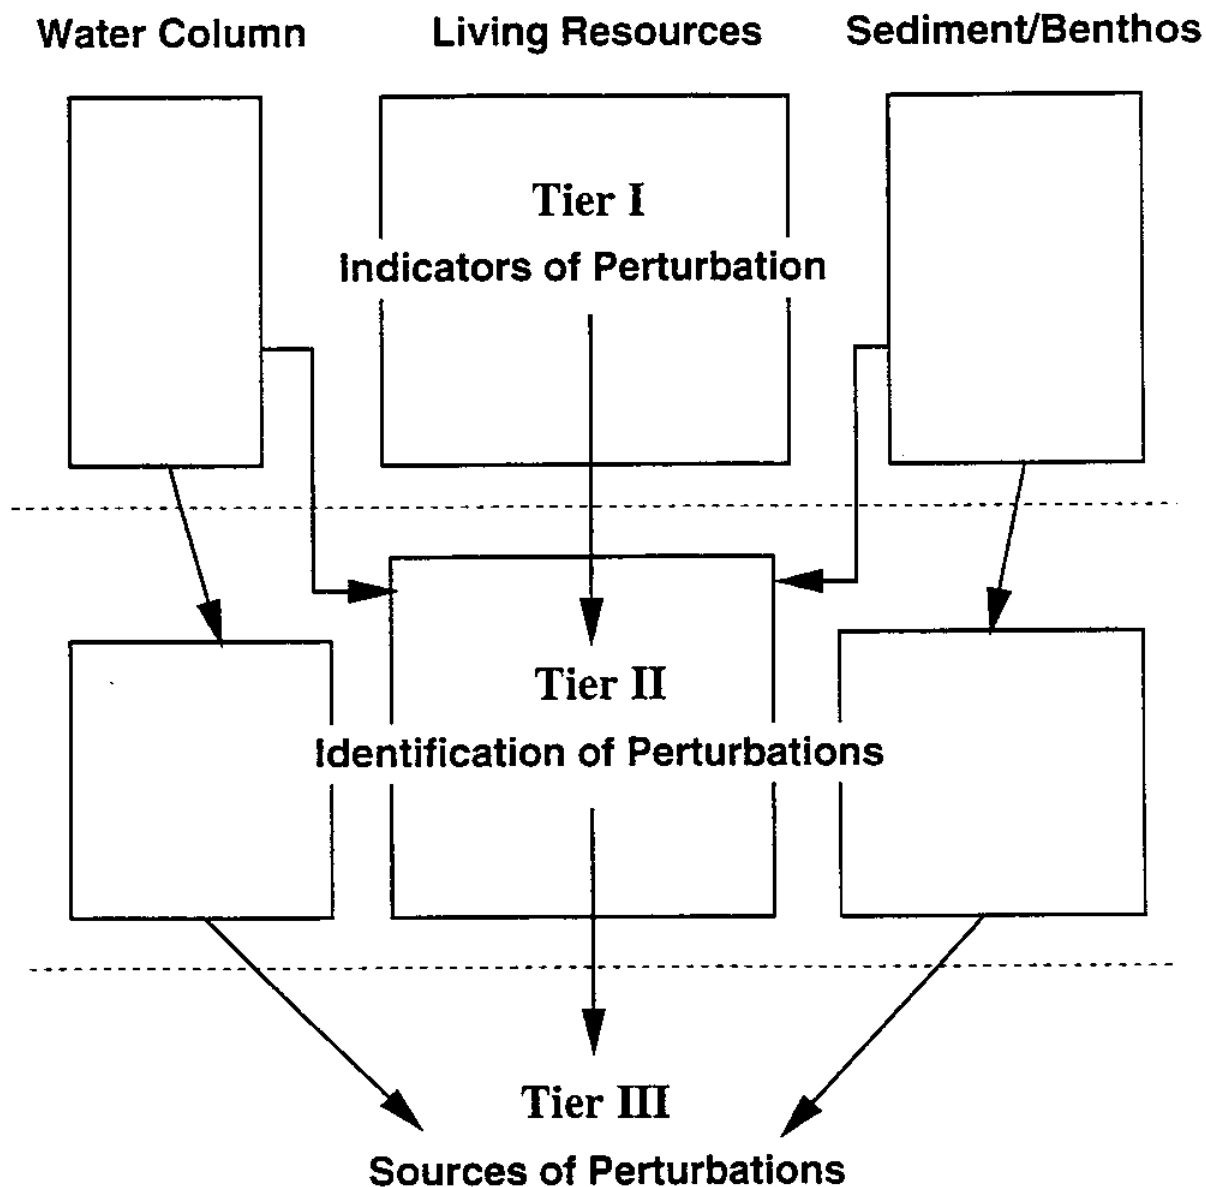 Water Column
Living Resources
Sediment/Benthos
Tier I
Indicators of Perturbation
Tier II
Identification of Perturbations
Tier III
Sources of Perturbations